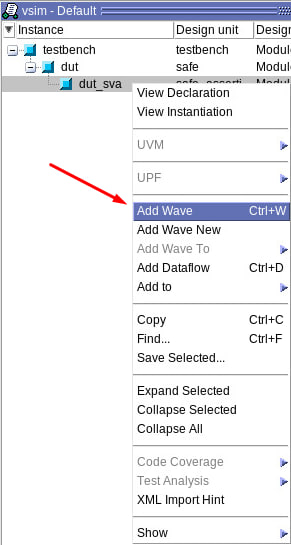 vsim - Default
Instance Design unit Design
testbench testbench Modul
dut safe Modul
dut_sva safe_asserti Modul
View Declaration
View Instantiation
UVM
UPF
Add Wave Ctrl+W
Add Wave New
Add Wave To
Add Dataflow Ctrl+D
Add to
Copy Ctrl+C
Find... Ctrl+F
Save Selected...
Expand Selected
Collapse Selected
Collapse All
Code Coverage
Test Analysis
XML Import Hint
Show